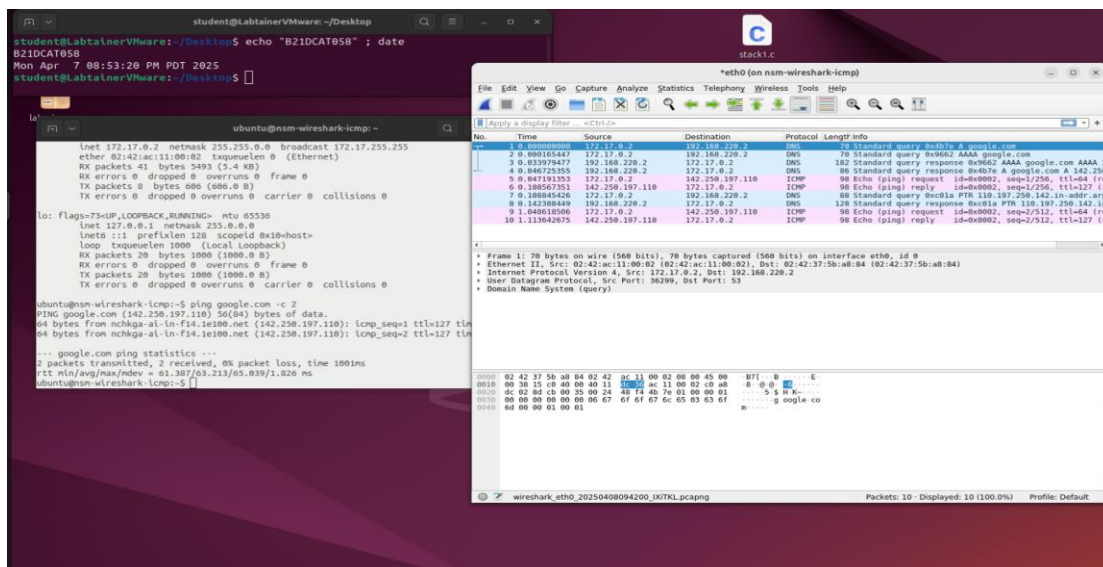 student@LabtainerVMware: ~/Desktop
student@LabtainerVMware:~/Desktop$ echo "B21DCAT058" ; date
B21DCAT058
Mon Apr  7 08:53:20 PM PDT 2025
student@LabtainerVMware:~/Desktop$
stack1.c
ubuntu@nsm-wireshark-icmp: ~
inet 172.17.0.2  netmask 255.255.0.0  broadcast 172.17.255.255
ether 02:42:ac:11:00:02  txqueuelen 0  (Ethernet)
RX packets 41  bytes 5493 (5.4 KB)
RX errors 0  dropped 0  overruns 0  frame 0
TX packets 8  bytes 606 (606.0 B)
TX errors 0  dropped 0 overruns 0  carrier 0  collisions 0
lo: flags=73<UP,LOOPBACK,RUNNING>  mtu 65536
inet 127.0.0.1  netmask 255.0.0.0
inet6 ::1  prefixlen 128  scopeid 0x10<host>
loop  txqueuelen 1000  (Local Loopback)
RX packets 20  bytes 1000 (1000.0 B)
RX errors 0  dropped 0  overruns 0  frame 0
TX packets 20  bytes 1000 (1000.0 B)
TX errors 0  dropped 0 overruns 0  carrier 0  collisions 0
ubuntu@nsm-wireshark-icmp:~$ ping google.com -c 2
PING google.com (142.250.197.110) 56(84) bytes of data.
64 bytes from nchkga-al-in-f14.1e100.net (142.250.197.110): icmp_seq=1 ttl=127 tim
64 bytes from nchkga-al-in-f14.1e100.net (142.250.197.110): icmp_seq=2 ttl=127 tim
--- google.com ping statistics ---
2 packets transmitted, 2 received, 0% packet loss, time 1001ms
rtt min/avg/max/mdev = 61.387/63.213/65.039/1.826 ms
ubuntu@nsm-wireshark-icmp:~$
*eth0 (on nsm-wireshark-icmp)
File Edit View Go Capture Analyze Statistics Telephony Wireless Tools Help
Apply a display filter ... <Ctrl-/>
No. Time Source Destination Protocol Length Info
1 0.000000000 172.17.0.2 192.168.220.2 DNS 70 Standard query 0x4b7e A google.com
2 0.000165447 172.17.0.2 192.168.220.2 DNS 70 Standard query 0x9662 AAAA google.com
3 0.033979477 192.168.220.2 172.17.0.2 DNS 182 Standard query response 0x9662 AAAA google.com AAAA
4 0.046725355 192.168.220.2 172.17.0.2 DNS 86 Standard query response 0x4b7e A google.com A 142.25
5 0.047191353 172.17.0.2 142.250.197.110 ICMP 98 Echo (ping) request id=0x0002, seq=1/256, ttl=64 (r
6 0.108567351 142.250.197.110 172.17.0.2 ICMP 98 Echo (ping) reply id=0x0002, seq=1/256, ttl=127 (
7 0.108845426 172.17.0.2 192.168.220.2 DNS 88 Standard query 0xc01a PTR 110.197.250.142.in-addr.ar
8 0.142388449 192.168.220.2 172.17.0.2 DNS 128 Standard query response 0xc01a PTR 110.197.250.142.i
9 1.048618506 172.17.0.2 142.250.197.110 ICMP 98 Echo (ping) request id=0x0002, seq=2/512, ttl=64 (r
10 1.113642675 142.250.197.110 172.17.0.2 ICMP 98 Echo (ping) reply id=0x0002, seq=2/512, ttl=127 (
Frame 1: 70 bytes on wire (560 bits), 70 bytes captured (560 bits) on interface eth0, id 0
Ethernet II, Src: 02:42:ac:11:00:02 (02:42:ac:11:00:02), Dst: 02:42:37:5b:a8:84 (02:42:37:5b:a8:84)
Internet Protocol Version 4, Src: 172.17.0.2, Dst: 192.168.220.2
User Datagram Protocol, Src Port: 36299, Dst Port: 53
Domain Name System (query)
0000 02 42 37 5b a8 84 02 42 ac 11 00 02 08 00 45 00 ·B7[···B ······E·
0010 00 38 15 c0 40 00 40 11 dc 36 ac 11 00 02 c0 a8 ·8··@·@· ·6······
0020 dc 02 8d cb 00 35 00 24 48 f4 4b 7e 01 00 00 01 ·····5·$ H·K~····
0030 00 00 00 00 00 00 06 67 6f 6f 67 6c 65 03 63 6f ·······g oogle·co
0040 6d 00 00 01 00 01 m·····
wireshark_eth0_20250408094200_IXiTKL.pcapng
Packets: 10 · Displayed: 10 (100.0%)
Profile: Default